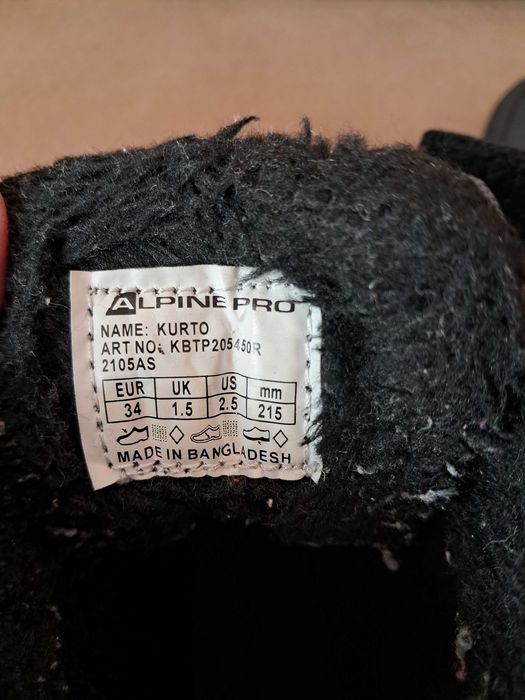 ALPINE PRO
NAME: KURTO
ART NO: KBTP205450R
2105AS
EUR UK US mm
34 1.5 2.5 215
MADE IN BANGLADESH